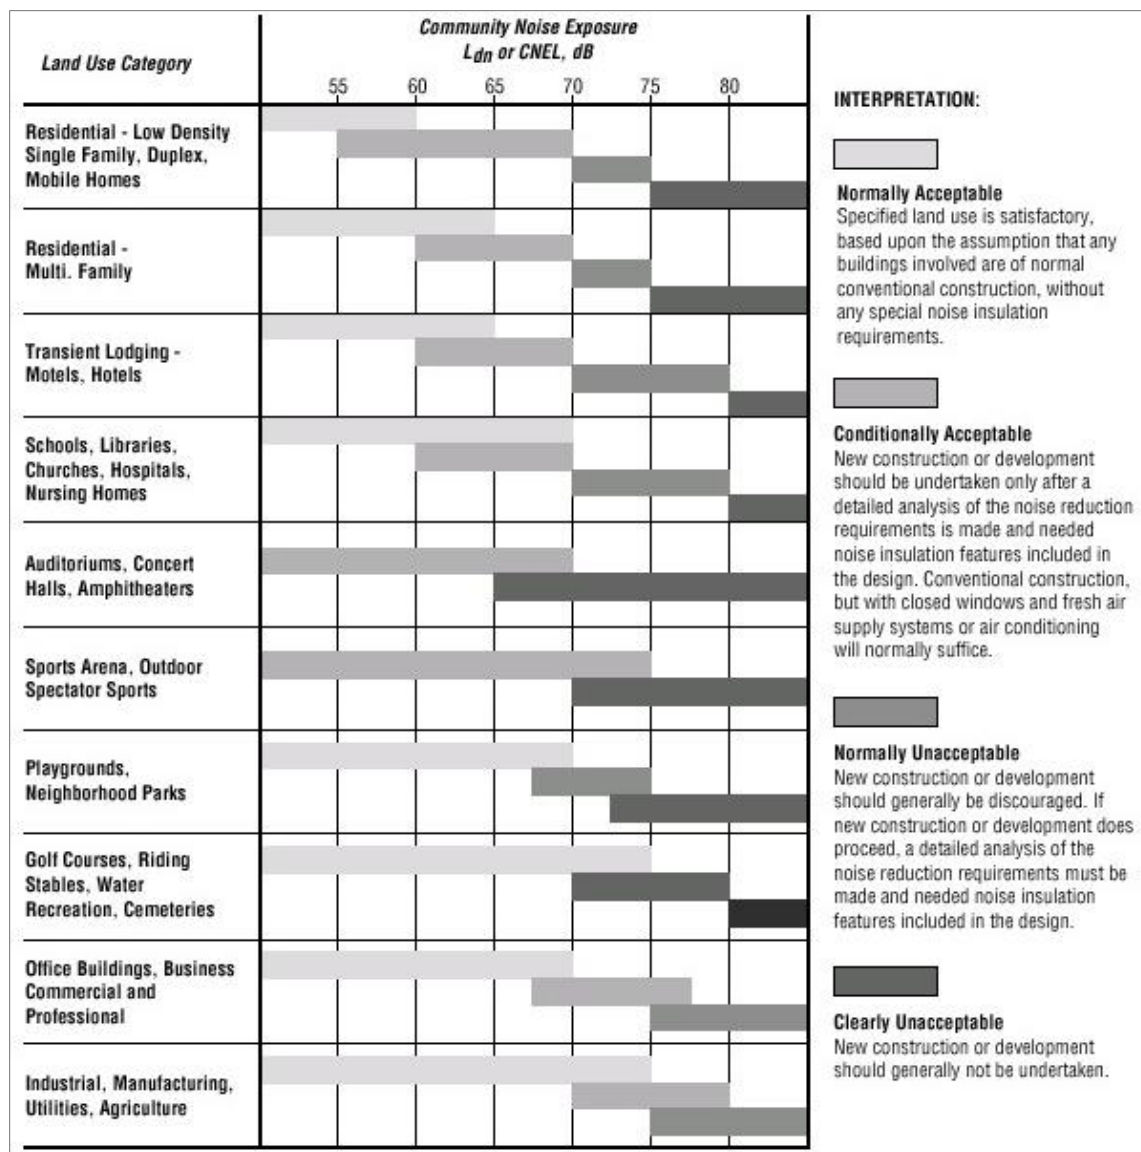 Community Noise Exposure
Ldn or CNEL, dB
Land Use Category
55 60 65 70 75 80
Residential - Low Density
Single Family, Duplex,
Mobile Homes
Residential -
Multi. Family
Transient Lodging -
Motels, Hotels
Schools, Libraries,
Churches, Hospitals,
Nursing Homes
Auditoriums, Concert
Halls, Amphitheaters
Sports Arena, Outdoor
Spectator Sports
Playgrounds,
Neighborhood Parks
Golf Courses, Riding
Stables, Water
Recreation, Cemeteries
Office Buildings, Business
Commercial and
Professional
Industrial, Manufacturing,
Utilities, Agriculture
INTERPRETATION:
Normally Acceptable
Specified land use is satisfactory,
based upon the assumption that any
buildings involved are of normal
conventional construction, without
any special noise insulation
requirements.
Conditionally Acceptable
New construction or development
should be undertaken only after a
detailed analysis of the noise reduction
requirements is made and needed
noise insulation features included in
the design. Conventional construction,
but with closed windows and fresh air
supply systems or air conditioning
will normally suffice.
Normally Unacceptable
New construction or development
should generally be discouraged. If
new construction or development does
proceed, a detailed analysis of the
noise reduction requirements must be
made and needed noise insulation
features included in the design.
Clearly Unacceptable
New construction or development
should generally not be undertaken.